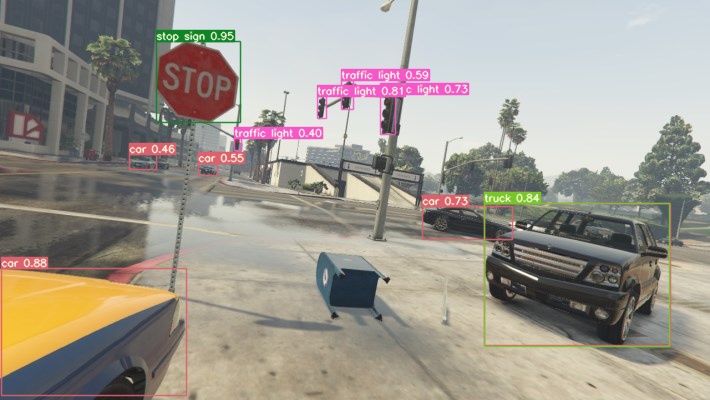 stop sign 0.95
STOP
traffic light 0.59
traffic light 0.81
c light 0.73
traffic light 0.40
car 0.46
car 0.55
car 0.73
truck 0.84
car 0.88